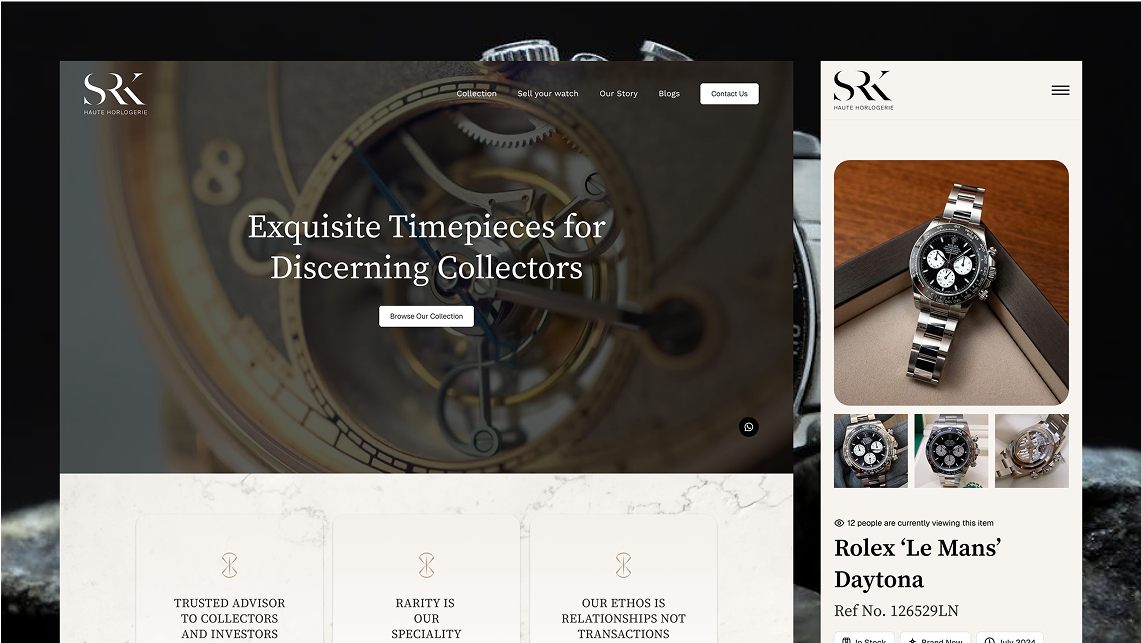 SRK
HAUTE HORLOGERIE
Collection
Sell your watch
Our Story
Blogs
Contact Us
Exquisite Timepieces for
Discerning Collectors
Browse Our Collection
TRUSTED ADVISOR
TO COLLECTORS
AND INVESTORS
RARITY IS
OUR
SPECIALITY
OUR ETHOS IS
RELATIONSHIPS NOT
TRANSACTIONS
SRK
HAUTE HORLOGERIE
12 people are currently viewing this item
Rolex ‘Le Mans’
Daytona
Ref No. 126529LN
In Stock
Brand New
July 2024